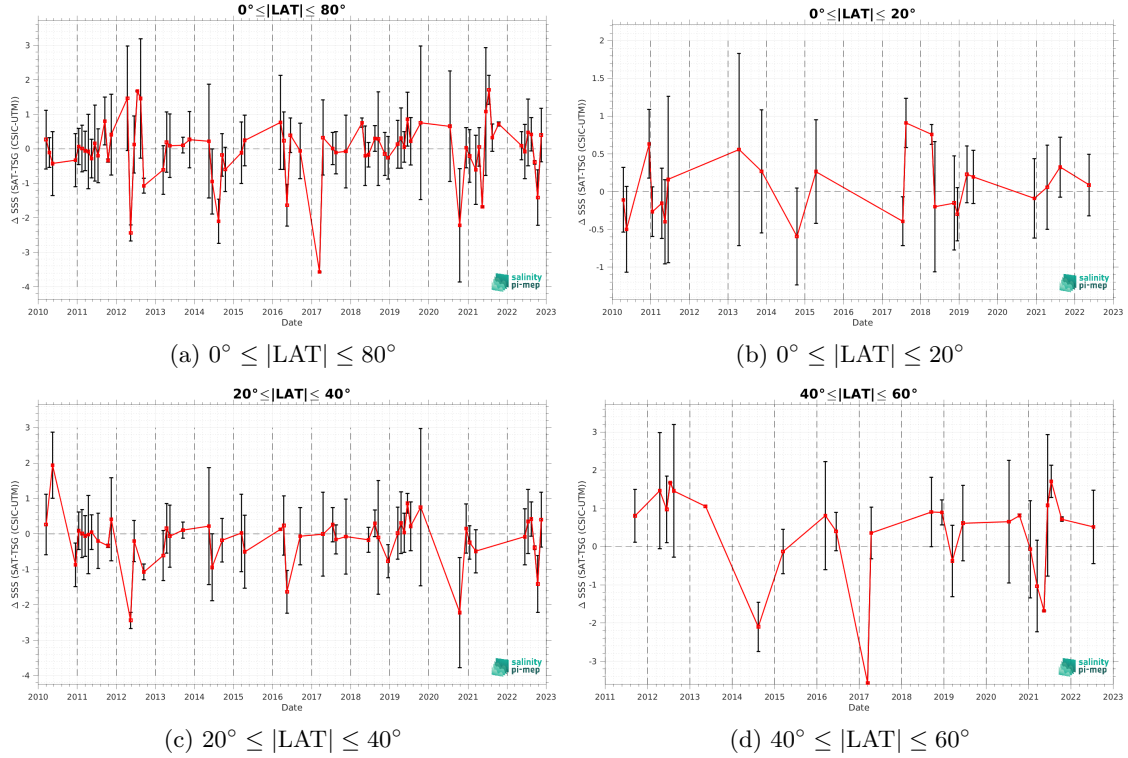 0°≤|LAT|≤ 80°
Δ SSS (SAT-TSG (CSIC-UTM))
3
2
1
0
-1
-2
-3
-4
2010 2011 2012 2013 2014 2015 2016 2017 2018 2019 2020 2021 2022 2023
Date
salinity
pi-mep
(a) 0° ≤ |LAT| ≤ 80°
0°≤|LAT|≤ 20°
Δ SSS (SAT-TSG (CSIC-UTM))
2
1.5
1
0.5
0
-0.5
-1
2010 2011 2012 2013 2014 2015 2016 2017 2018 2019 2020 2021 2022 2023
Date
salinity
pi-mep
(b) 0° ≤ |LAT| ≤ 20°
20°≤|LAT|≤ 40°
Δ SSS (SAT-TSG (CSIC-UTM))
3
2
1
0
-1
-2
-3
-4
2010 2011 2012 2013 2014 2015 2016 2017 2018 2019 2020 2021 2022 2023
Date
salinity
pi-mep
(c) 20° ≤ |LAT| ≤ 40°
40°≤|LAT|≤ 60°
Δ SSS (SAT-TSG (CSIC-UTM))
3
2
1
0
-1
-2
-3
2011 2012 2013 2014 2015 2016 2017 2018 2019 2020 2021 2022 2023
Date
salinity
pi-mep
(d) 40° ≤ |LAT| ≤ 60°